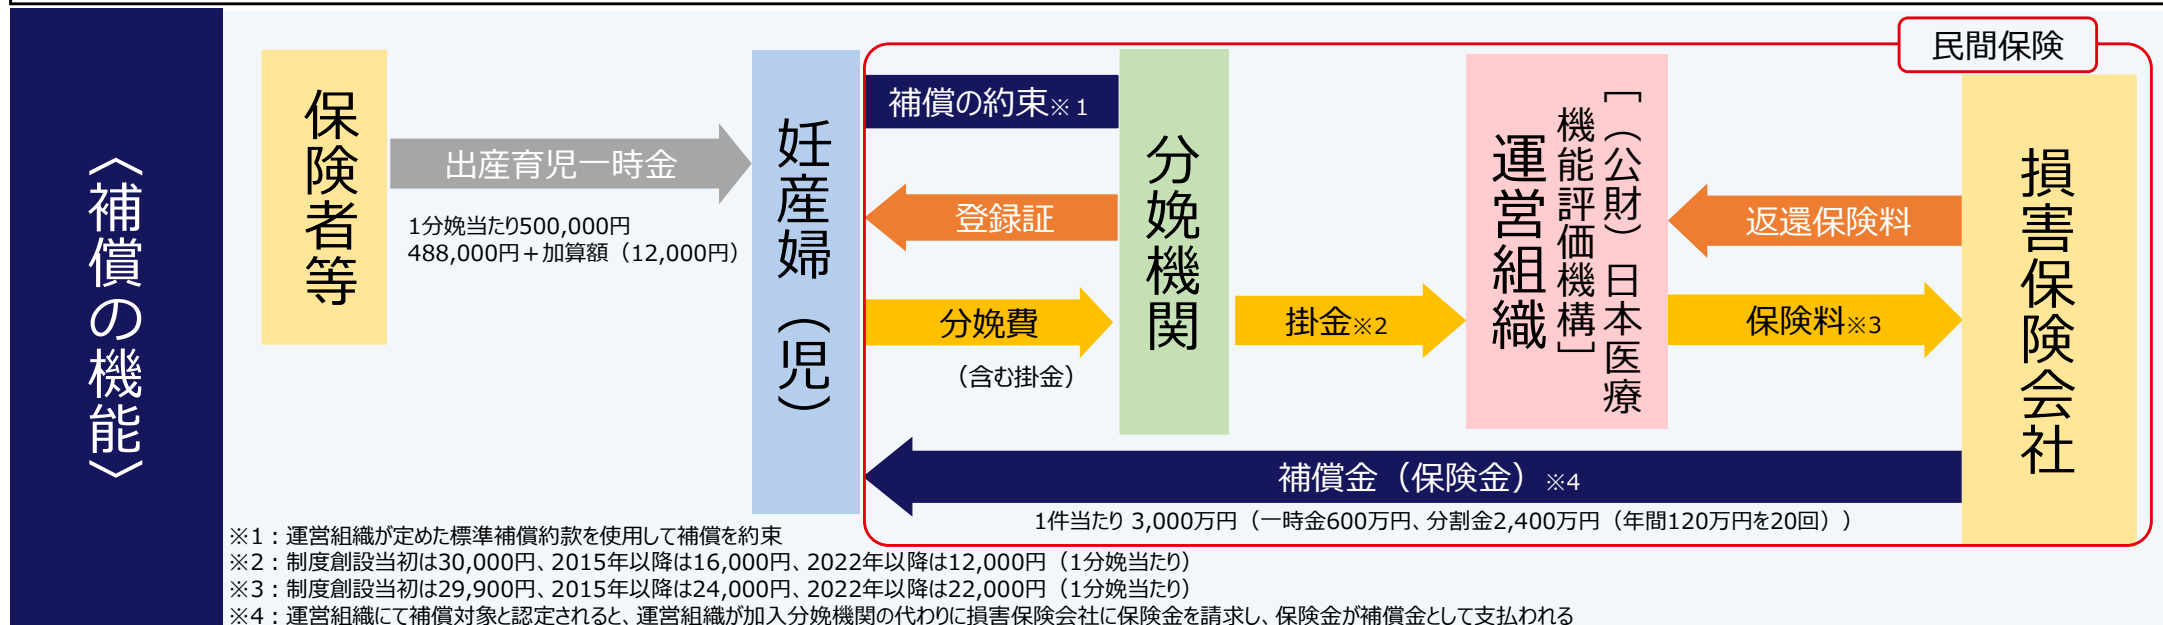 〈補償の機能〉
保険者等
出産育児一時金
1分娩当たり500,000円
488,000円＋加算額（12,000円）
妊産婦（児）
民間保険
補償の約束※1
登録証
分娩費
（含む掛金）
分娩機関
掛金※2
運営組織
［（公財）日本医療
機能評価機構］
返還保険料
保険料※3
損害保険会社
補償金（保険金）※4
1件当たり 3,000万円（一時金600万円、分割金2,400万円（年間120万円を20回））
※1：運営組織が定めた標準補償約款を使用して補償を約束
※2：制度創設当初は30,000円、2015年以降は16,000円、2022年以降は12,000円（1分娩当たり）
※3：制度創設当初は29,900円、2015年以降は24,000円、2022年以降は22,000円（1分娩当たり）
※4：運営組織にて補償対象と認定されると、運営組織が加入分娩機関の代わりに損害保険会社に保険金を請求し、保険金が補償金として支払われる